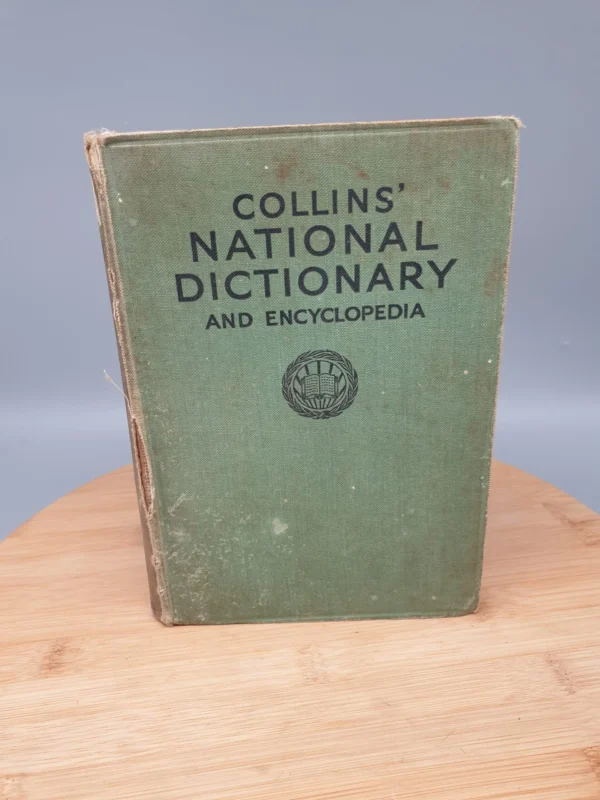 COLLINS'
NATIONAL
DICTIONARY
AND ENCYCLOPEDIA